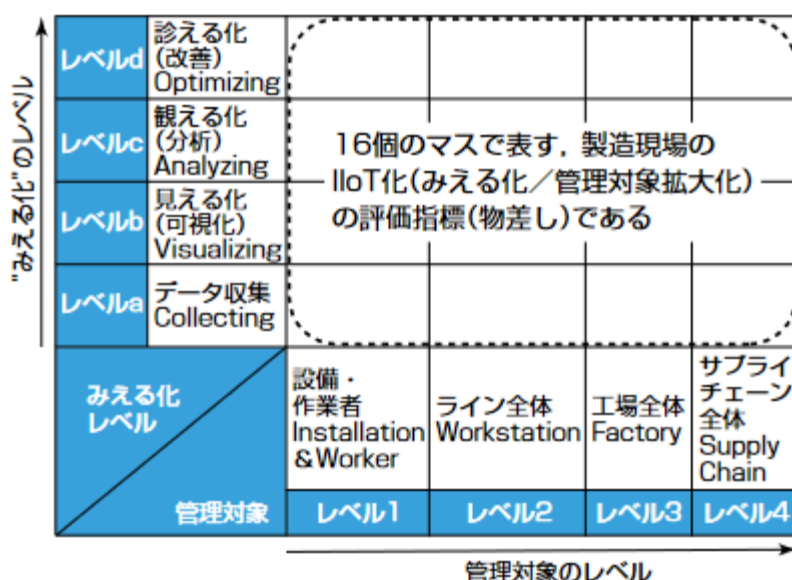 "みえる化"のレベル
レベルd
診える化
(改善)
Optimizing
レベルc
観える化
(分析)
Analyzing
レベルb
見える化
(可視化)
Visualizing
レベルa
データ収集
Collecting
16個のマスで表す,製造現場の
IIoT化(みえる化/管理対象拡大化)
の評価指標(物差し)である
みえる化
レベル
管理対象
設備・
作業者
Installation
&Worker
レベル1
ライン全体
Workstation
レベル2
工場全体
Factory
レベル3
サプライ
チェーン
全体
Supply
Chain
レベル4
管理対象のレベル